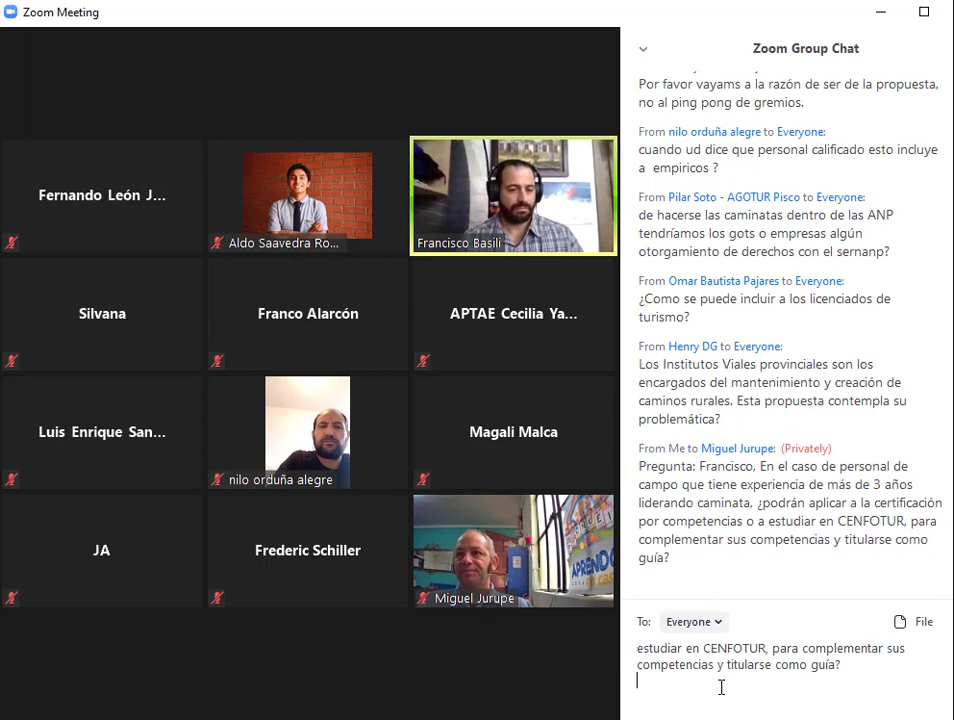 Zoom Meeting
Zoom Group Chat
Por favor vayams a la razón de ser de la propuesta,
no al ping pong de gremios.
From nilo orduña alegre to Everyone:
cuando ud dice que personal calificado esto incluye
a empiricos ?
From Pilar Soto - AGOTUR Pisco to Everyone:
de hacerse las caminatas dentro de las ANP
tendríamos los gots o empresas algún
otorgamiento de derechos con el sernanp?
From Omar Bautista Pajares to Everyone:
¿Como se puede incluir a los licenciados de
turismo?
From Henry DG to Everyone:
Los Institutos Viales provinciales son los
encargados del mantenimiento y creación de
caminos rurales. Esta propuesta contempla su
problemática?
From Me to Miguel Jurupe: (Privately)
Pregunta: Francisco, En el caso de personal de
campo que tiene experiencia de más de 3 años
liderando caminata, ¿podrán aplicar a la certificación
por competencias o a estudiar en CENFOTUR, para
complementar sus competencias y titularse como
guía?
To: Everyone File
estudiar en CENFOTUR, para complementar sus
competencias y titularse como guía?
Fernando León J...
Aldo Saavedra Ro...
Francisco Basili
Silvana
Franco Alarcón
APTAE Cecilia Ya...
Luis Enrique San...
nilo orduña alegre
Magali Malca
JA
Frederic Schiller
Miguel Jurupe